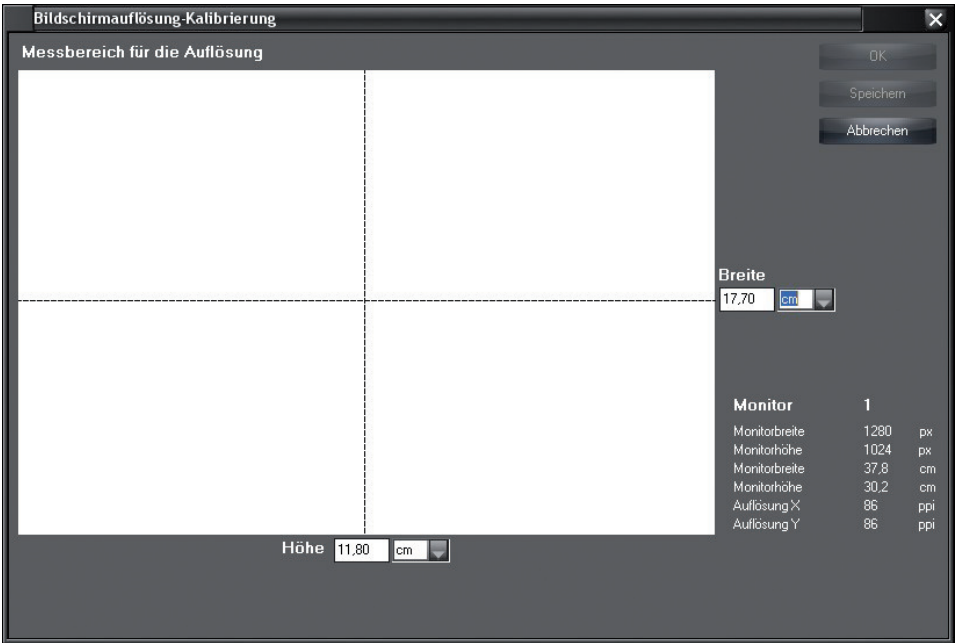 Bildschirmauflösung-Kalibrierung
Messbereich für die Auflösung
OK
Speichern
Abbrechen
Breite
17,70 cm
Monitor 1
Monitorbreite 1280 px
Monitorhöhe 1024 px
Monitorbreite 37,8 cm
Monitorhöhe 30,2 cm
Auflösung X 86 ppi
Auflösung Y 86 ppi
Höhe 11,80 cm